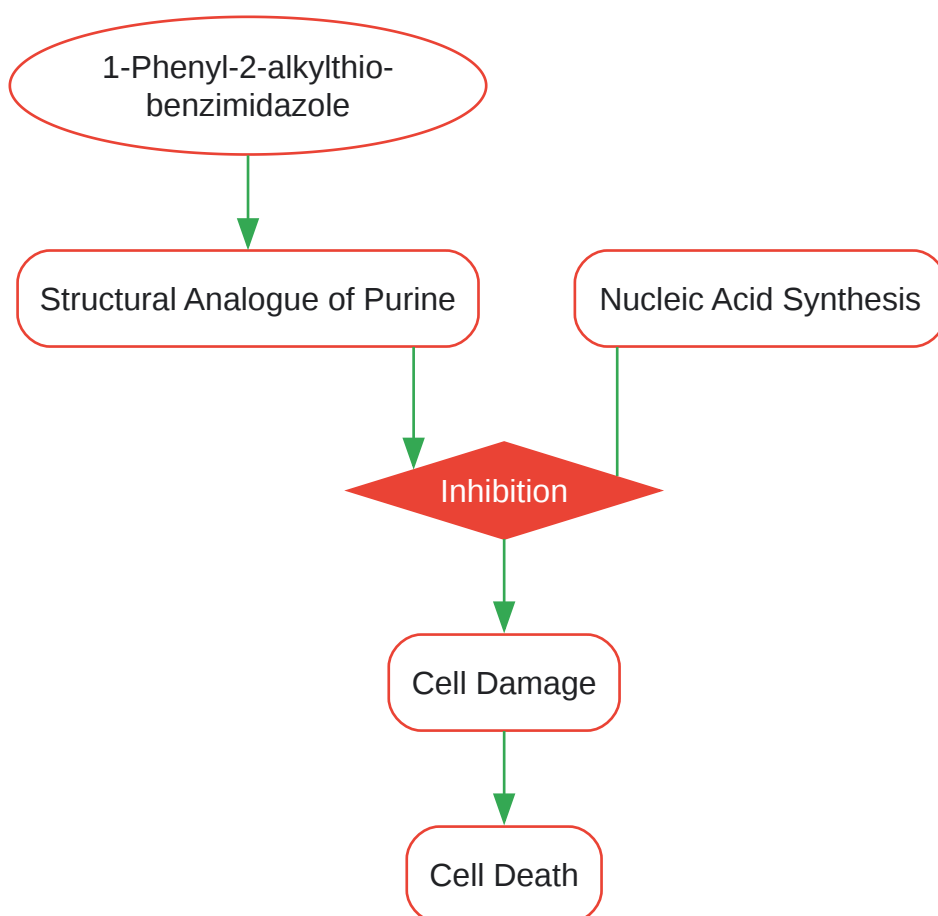 1-Phenyl-2-alkylthio-
benzimidazole
Structural Analogue of Purine
Nucleic Acid Synthesis
Inhibition
Cell Damage
Cell Death